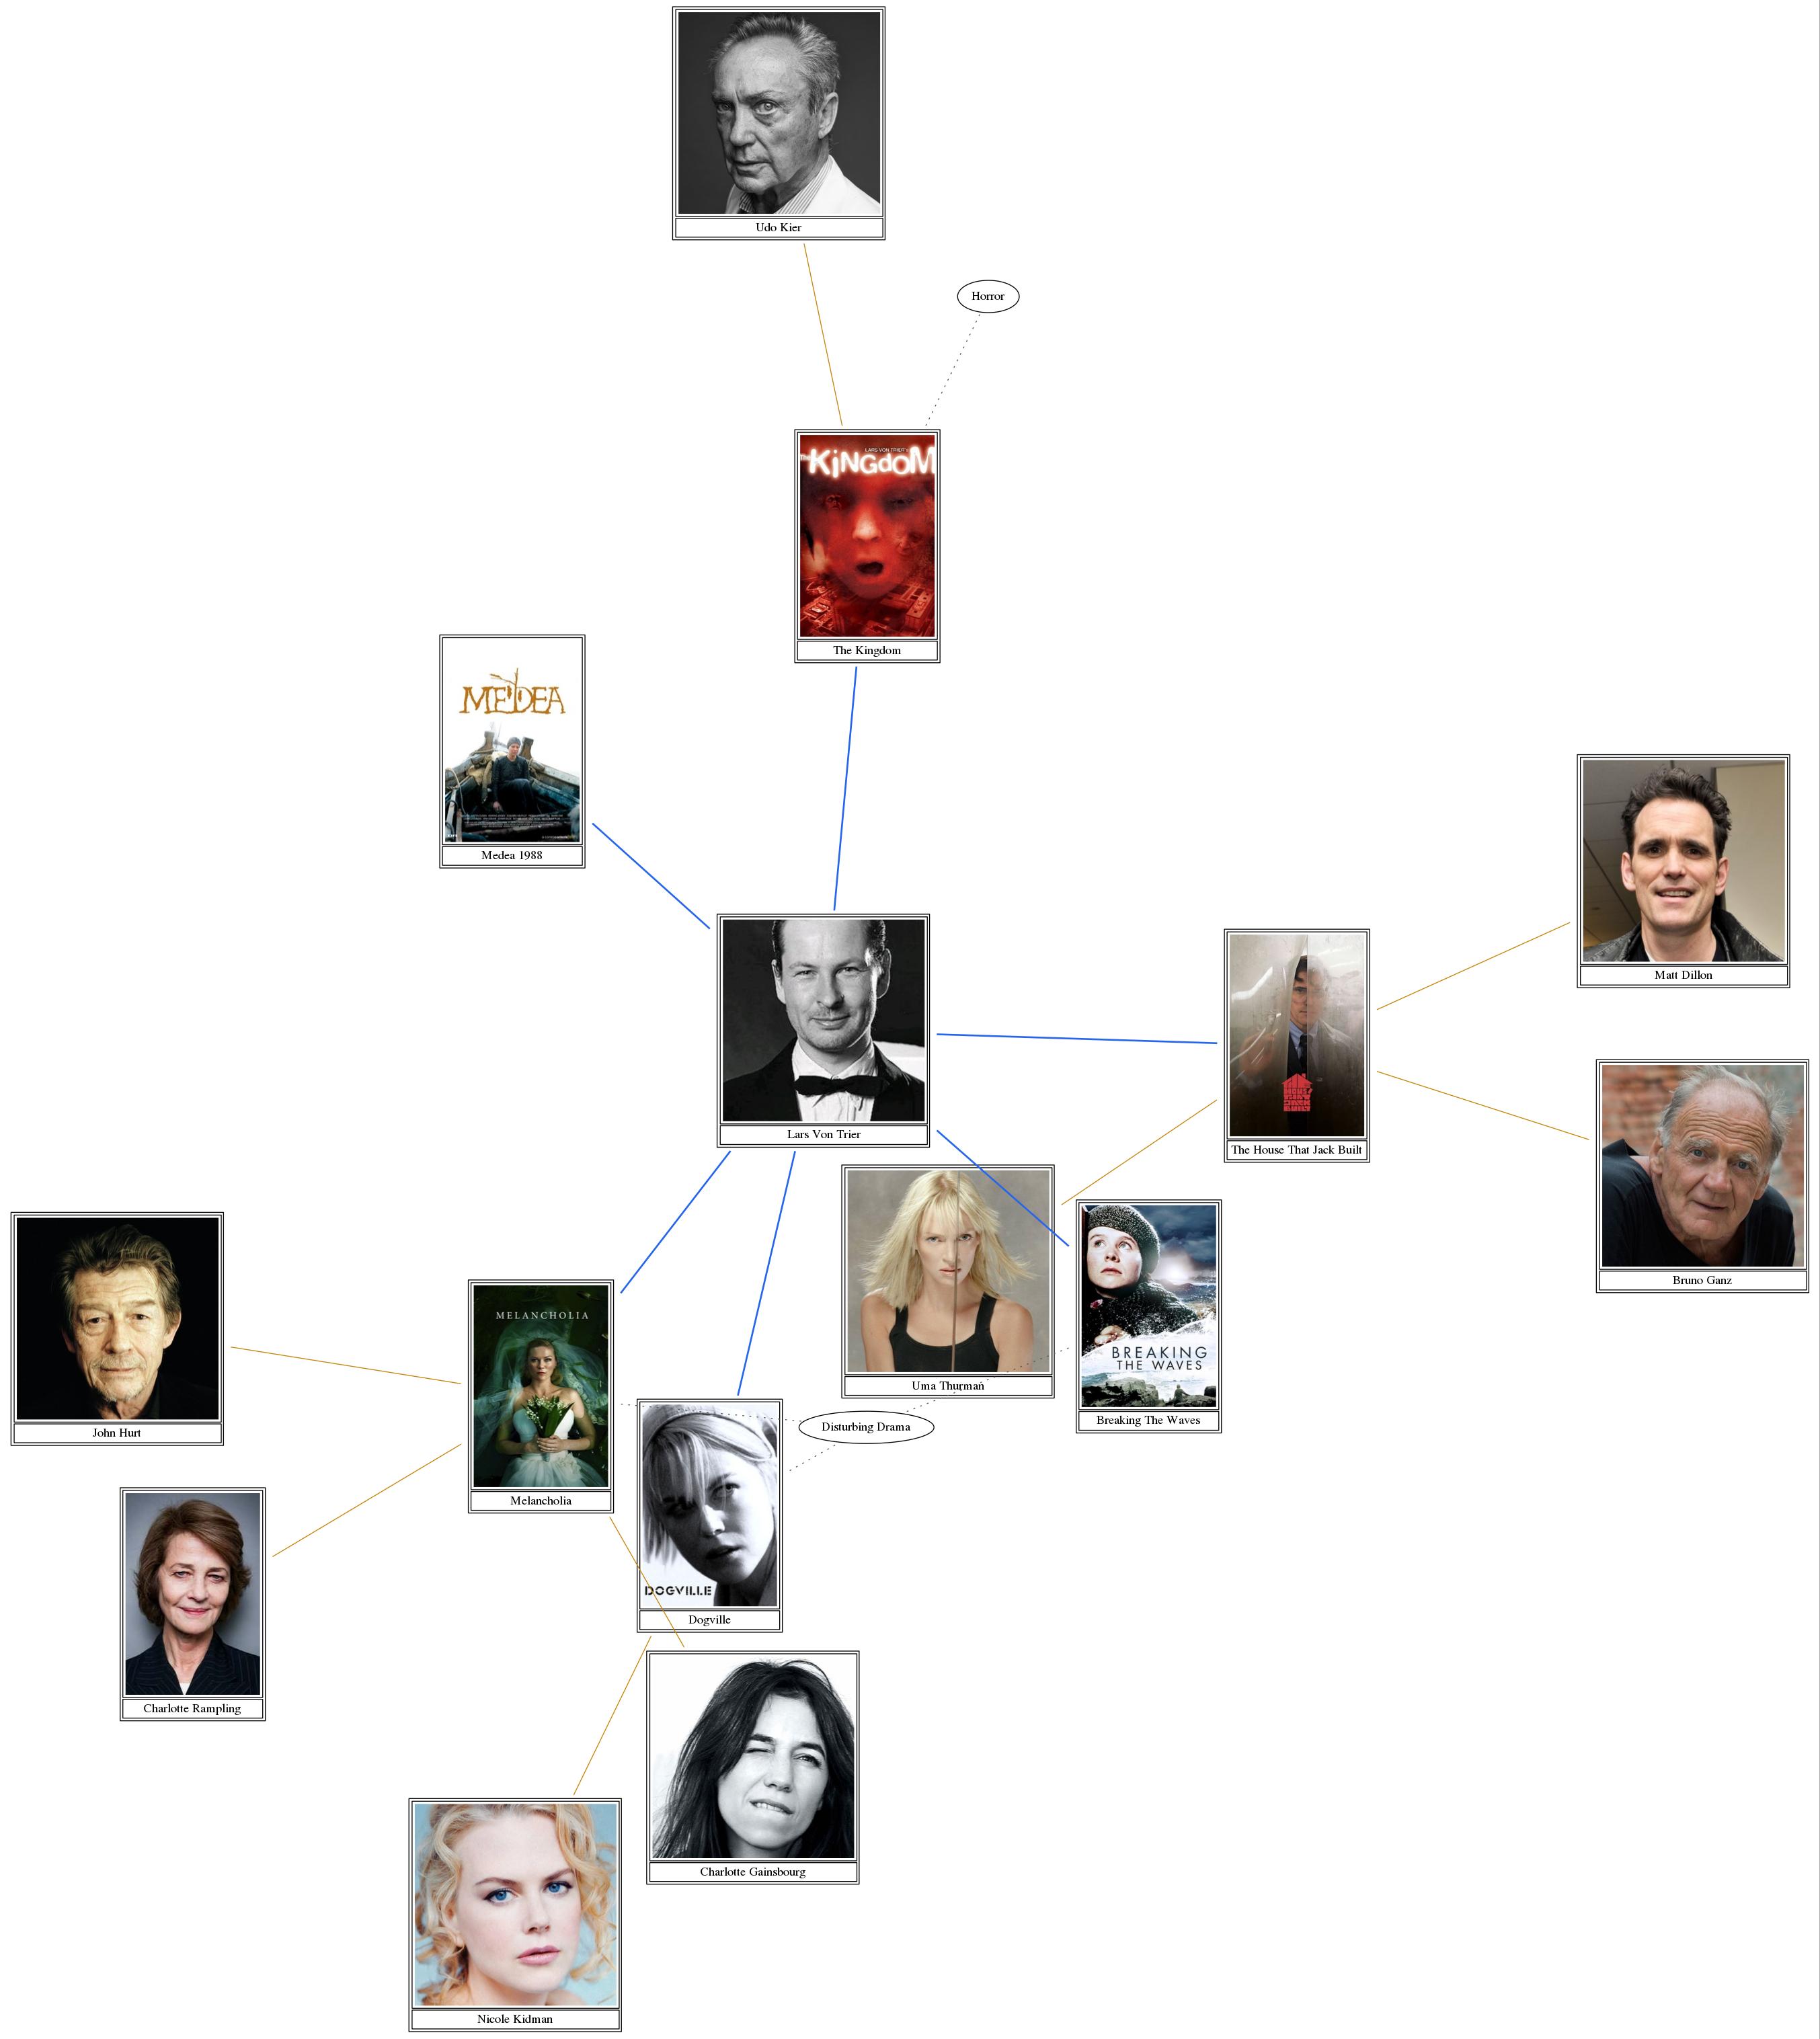 Udo Kier
Horror
LARS VON TRIER's
The KiNGdoM
The Kingdom
MEDEA
Medea 1988
Matt Dillon
Lars Von Trier
THE HOUSE THAT JACK BUILT
The House That Jack Built
Bruno Ganz
John Hurt
MELANCHOLIA
Melancholia
Uma Thurman
BREAKING
THE WAVES
Breaking The Waves
Disturbing Drama
DOGVILLE
Dogville
Charlotte Rampling
Charlotte Gainsbourg
Nicole Kidman